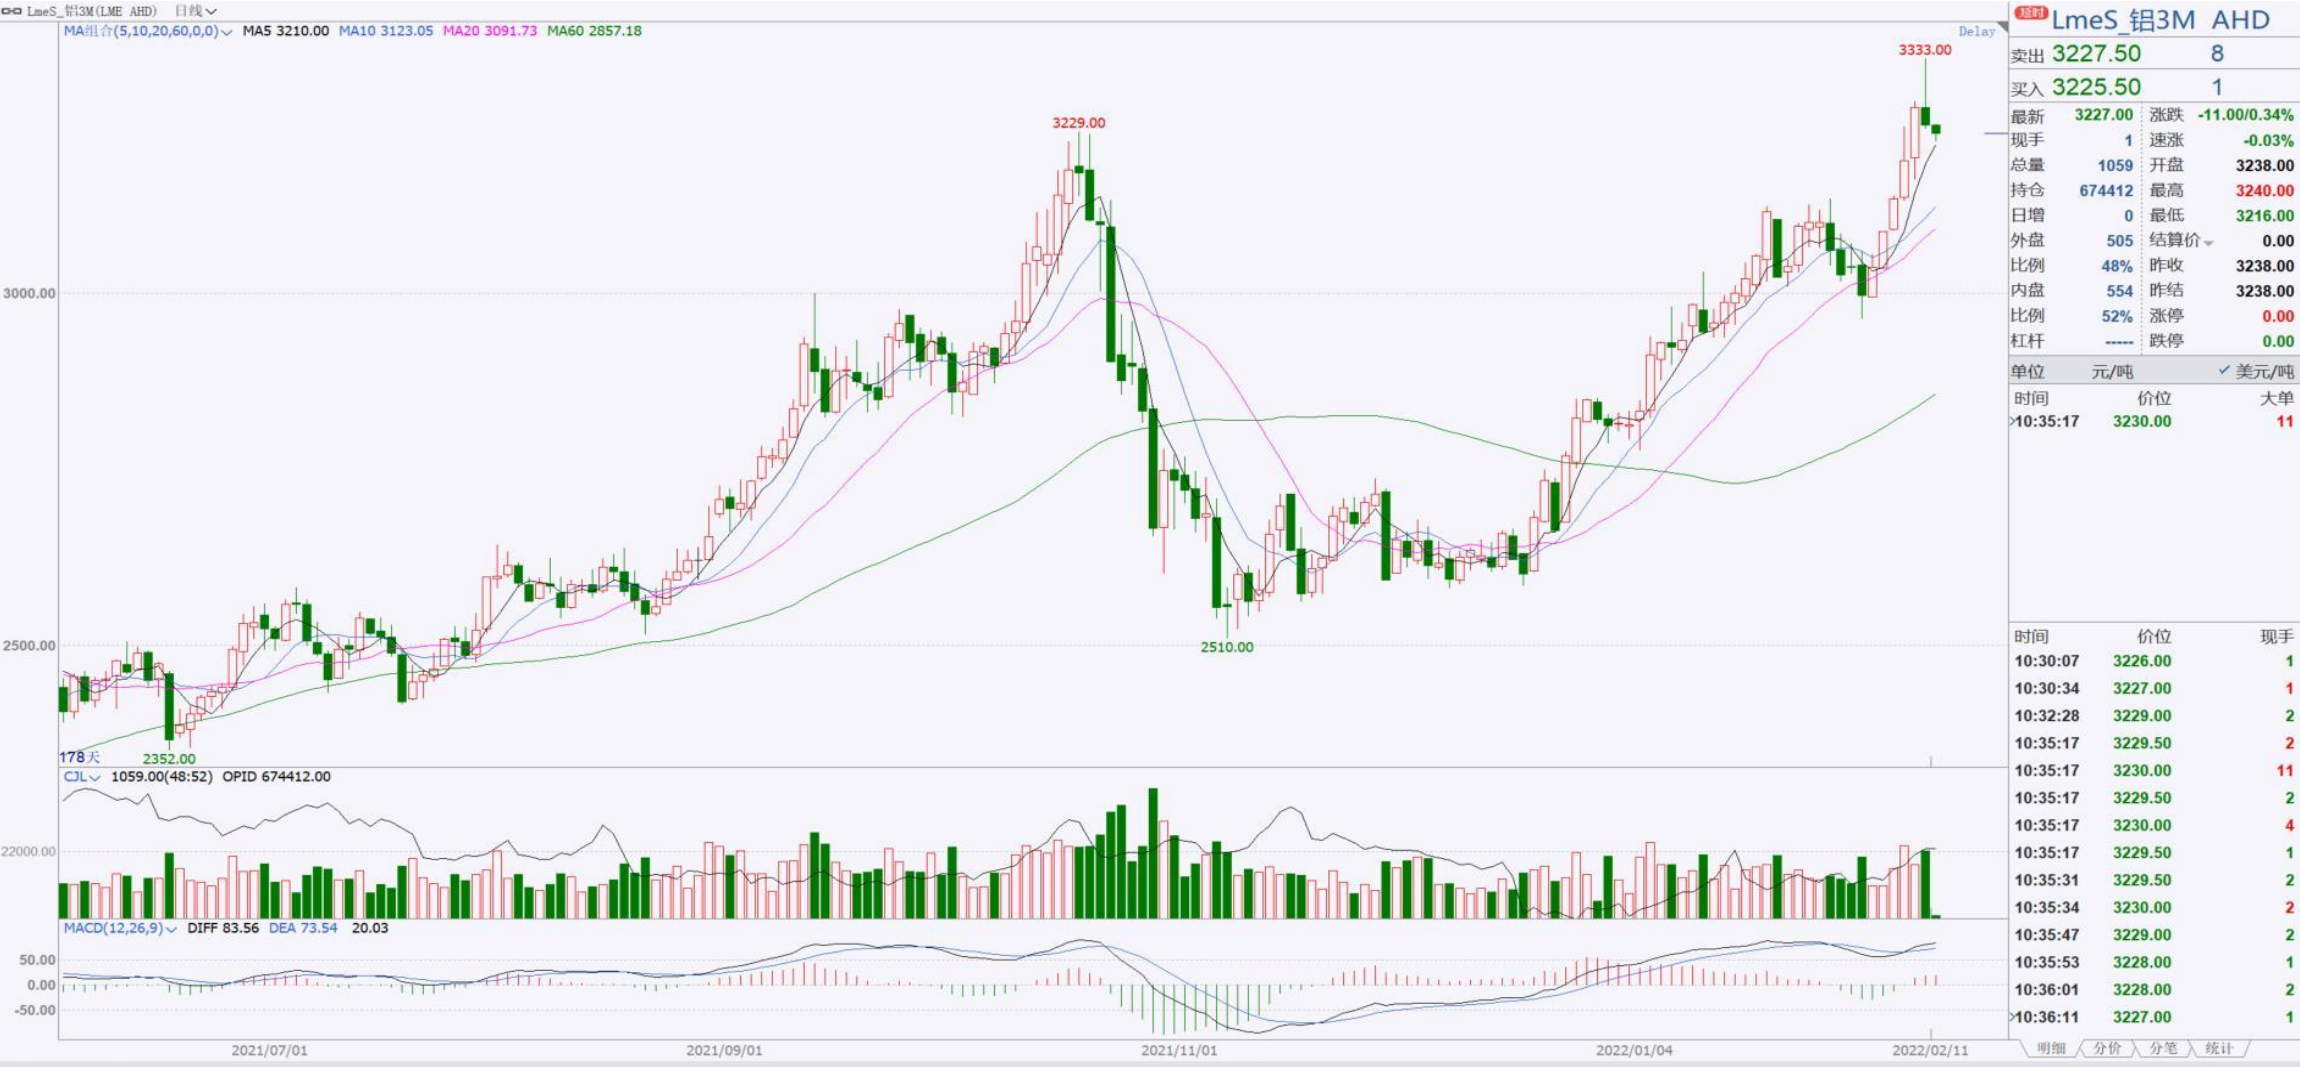 LmeS_铝3M(LME AHD) 日线
MA组合(5,10,20,60,0,0) MA5 3210.00 MA10 3123.05 MA20 3091.73 MA60 2857.18
Delay
3333.00
3229.00
3000.00
2500.00
2510.00
178天
2352.00
CJL 1059.00(48:52) OPID 674412.00
22000.00
MACD(12,26,9) DIFF 83.56 DEA 73.54 20.03
50.00
0.00
-50.00
2021/07/01 2021/09/01 2021/11/01 2022/01/04 2022/02/11
延时 LmeS_铝3M AHD
卖出 3227.50 8
买入 3225.50 1
最新 3227.00 涨跌 -11.00/0.34%
现手 1 速涨 -0.03%
总量 1059 开盘 3238.00
持仓 674412 最高 3240.00
日增 0 最低 3216.00
外盘 505 结算价 0.00
比例 48% 昨收 3238.00
内盘 554 昨结 3238.00
比例 52% 涨停 0.00
杠杆 ----- 跌停 0.00
单位 元/吨 美元/吨
时间 价位 大单
10:35:17 3230.00 11
时间 价位 现手
10:30:07 3226.00 1
10:30:34 3227.00 1
10:32:28 3229.00 2
10:35:17 3229.50 2
10:35:17 3230.00 11
10:35:17 3229.50 2
10:35:17 3230.00 4
10:35:17 3229.50 1
10:35:31 3229.50 2
10:35:34 3230.00 2
10:35:47 3229.00 2
10:35:53 3228.00 1
10:36:01 3228.00 2
10:36:11 3227.00 1
明细 分价 分笔 统计